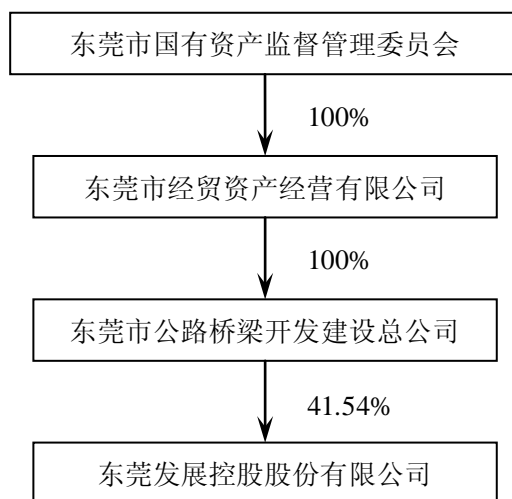 东莞市国有资产监督管理委员会
100%
东莞市经贸资产经营有限公司
100%
东莞市公路桥梁开发建设总公司
41.54%
东莞发展控股股份有限公司